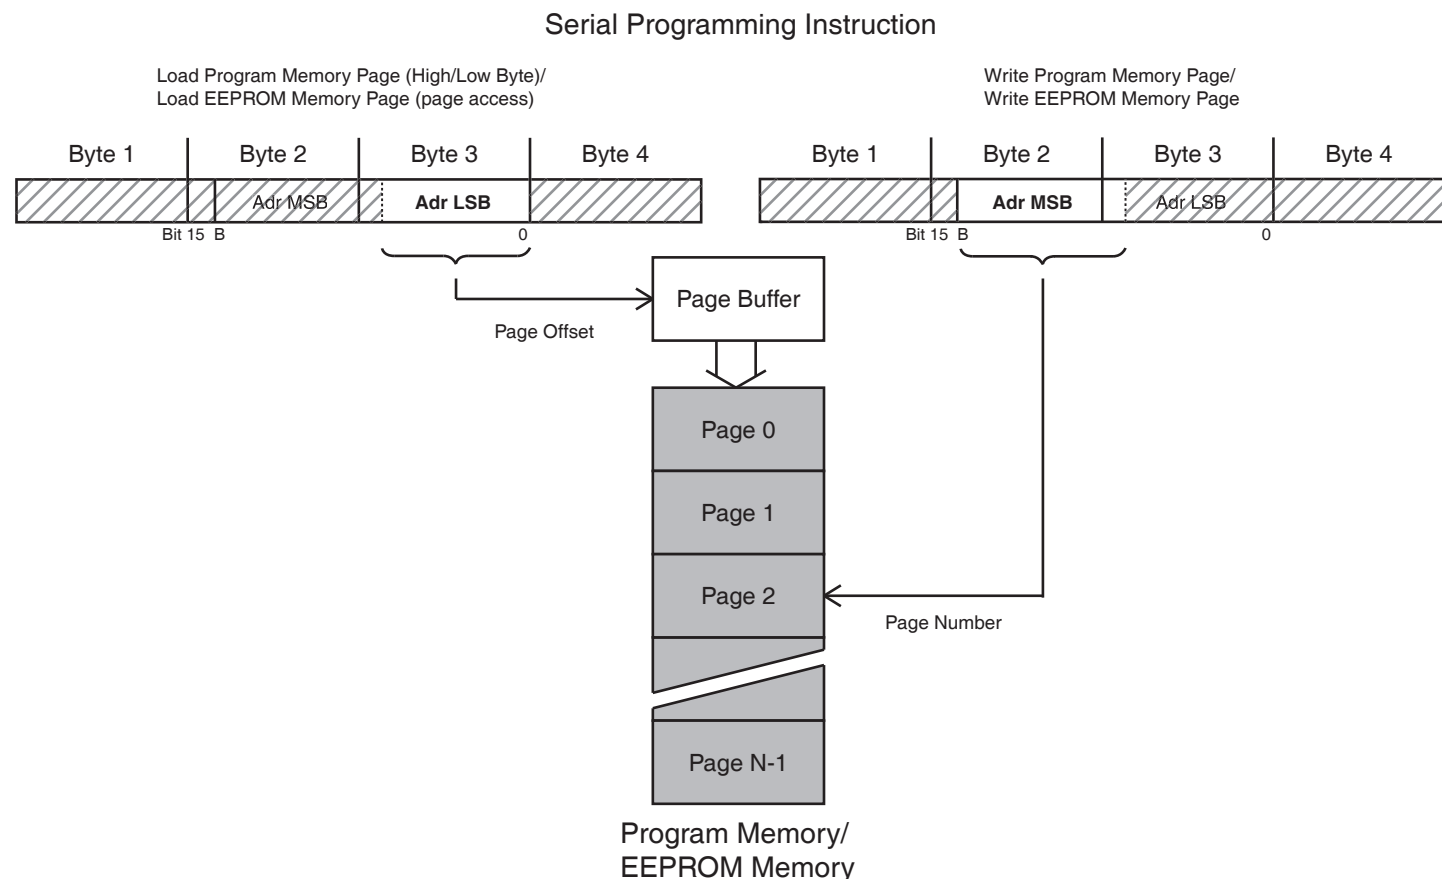 Serial Programming Instruction
Load Program Memory Page (High/Low Byte)/
Load EEPROM Memory Page (page access)
Write Program Memory Page/
Write EEPROM Memory Page
Byte 1 Byte 2 Byte 3 Byte 4
Byte 1 Byte 2 Byte 3 Byte 4
Adr MSB Adr LSB
Adr MSB Adr LSB
Bit 15 B 0
Bit 15 B 0
Page Buffer
Page Offset
Page 0
Page 1
Page 2
Page Number
Page N-1
Program Memory/
EEPROM Memory